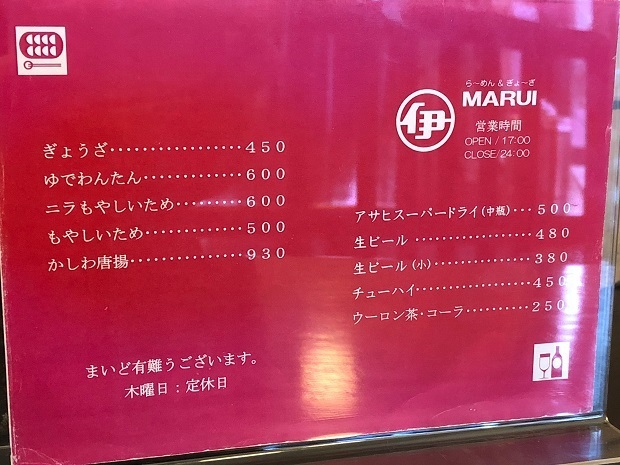 ぎょうざ‥‥‥‥‥‥‥‥450
ゆでわんたん‥‥‥‥‥‥600
ニラもやしいため‥‥‥‥600
もやしいため‥‥‥‥‥‥500
かしわ唐揚‥‥‥‥‥‥‥930
まいど有難うございます。
木曜日：定休日
ら〜めん & ぎょ〜ざ
伊 MARUI
営業時間
OPEN / 17:00
CLOSE / 24:00
アサヒスーパードライ(中瓶)‥‥500
生ビール ‥‥‥‥‥‥‥480
生ビール(小)‥‥‥‥‥‥380
チューハイ‥‥‥‥‥‥‥450
ウーロン茶・コーラ‥‥‥‥250